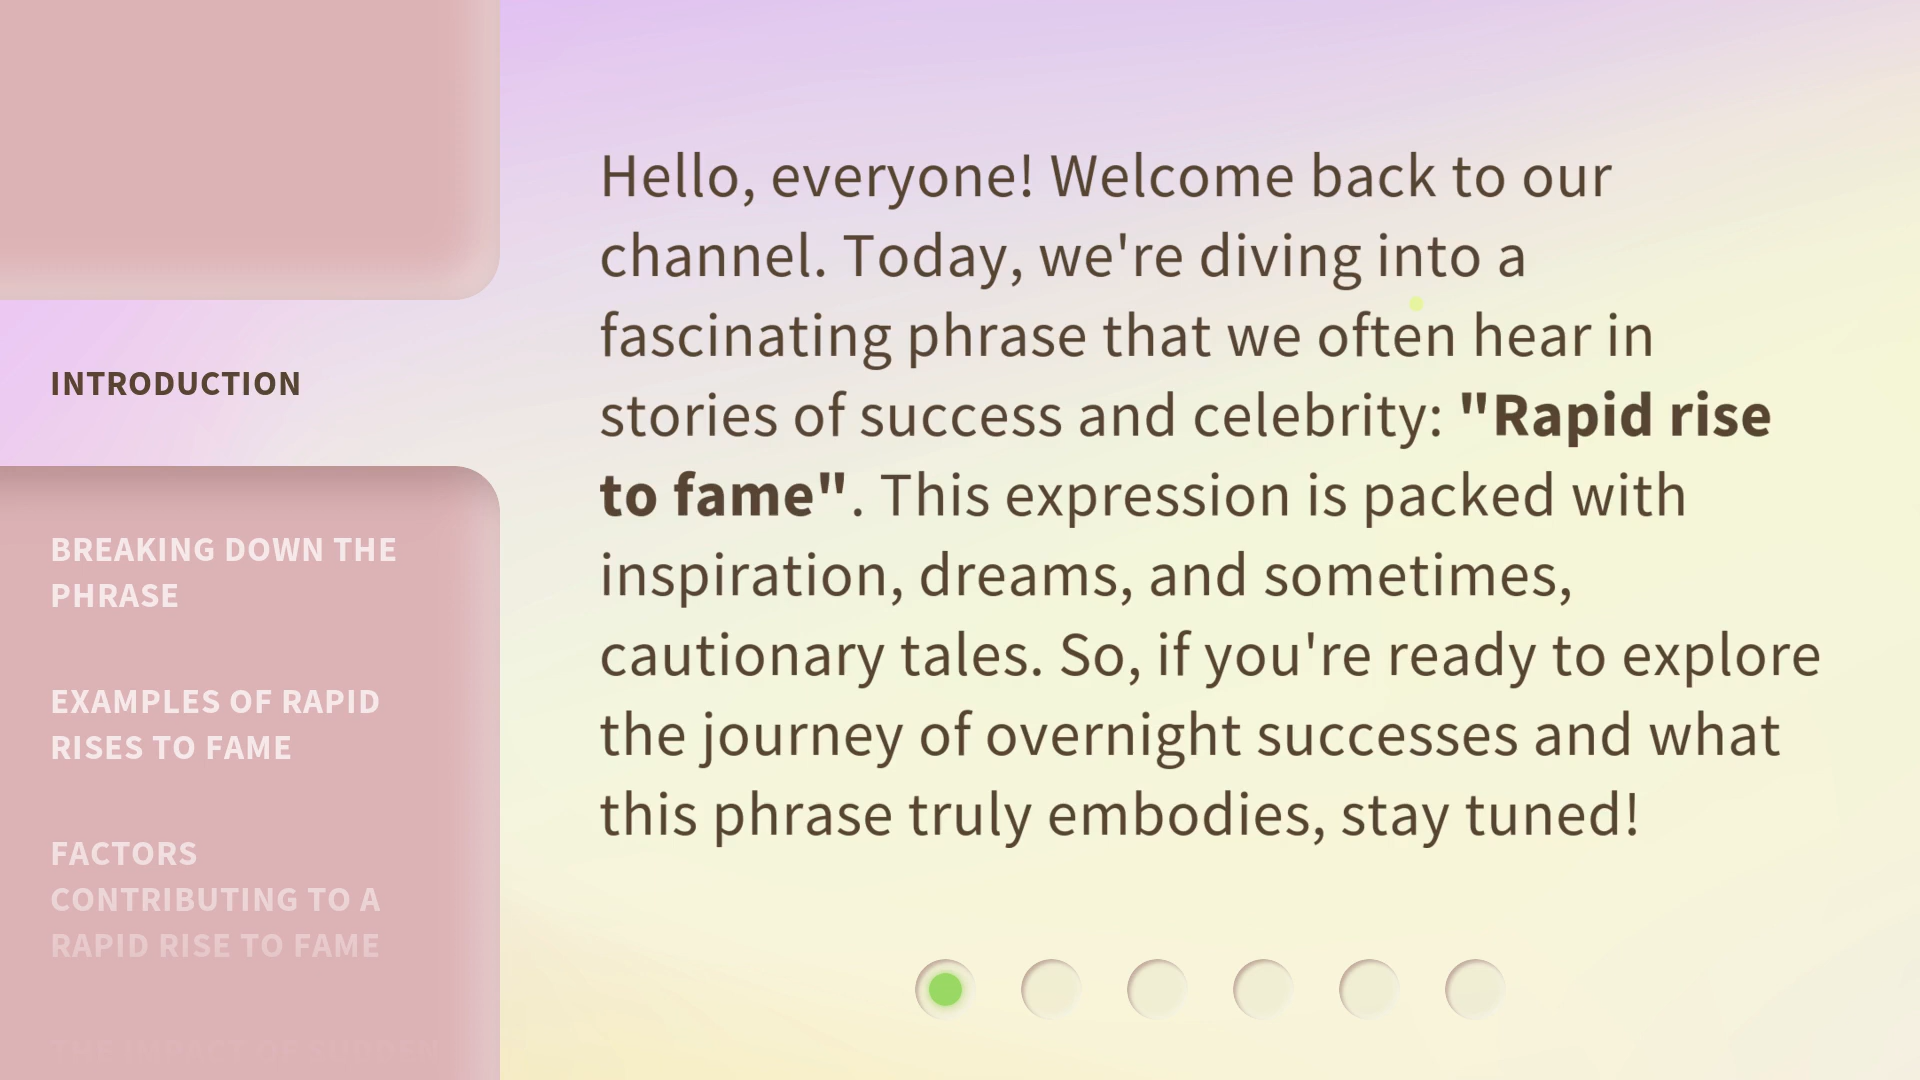 INTRODUCTION
BREAKING DOWN THE
PHRASE
EXAMPLES OF RAPID
RISES TO FAME
FACTORS
CONTRIBUTING TO A
RAPID RISE TO FAME
THE IMPACT OF SUDDEN
Hello, everyone! Welcome back to our
channel. Today, we're diving into a
fascinating phrase that we often hear in
stories of success and celebrity: "Rapid rise
to fame". This expression is packed with
inspiration, dreams, and sometimes,
cautionary tales. So, if you're ready to explore
the journey of overnight successes and what
this phrase truly embodies, stay tuned!